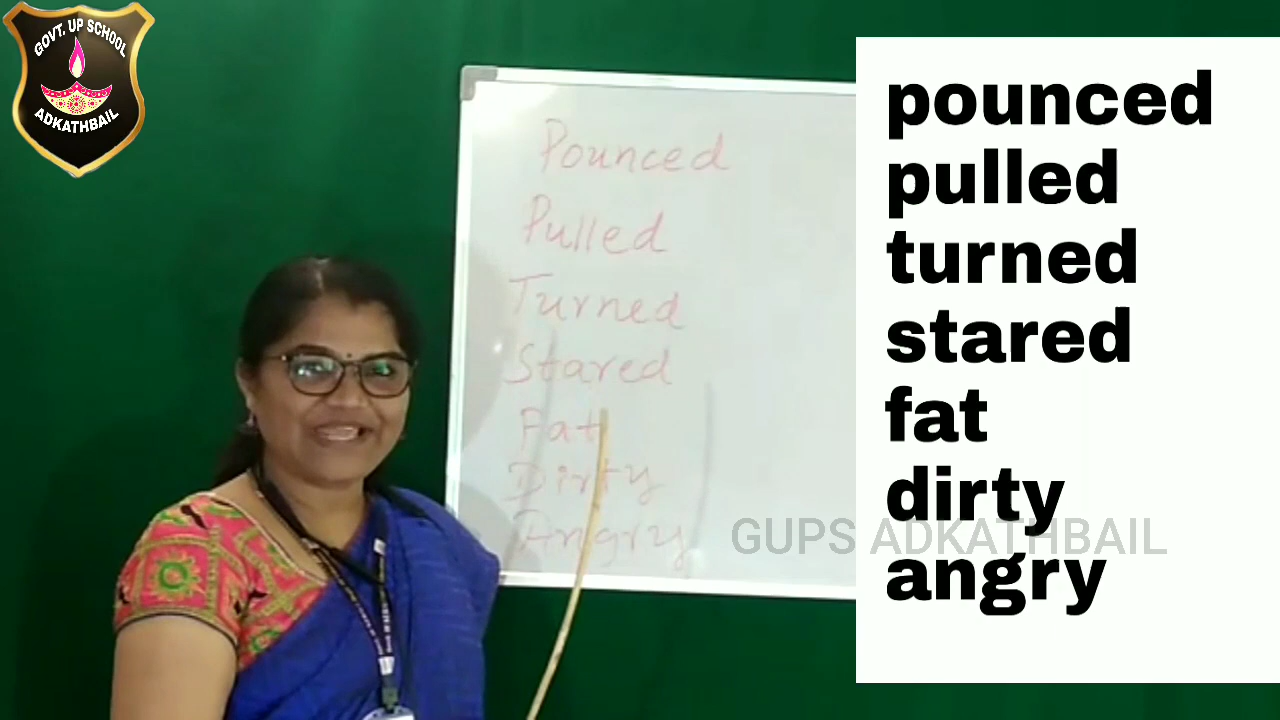 GOVT. UP SCHOOL
ADKATHBAIL
Pounced
Pulled
Turned
Stared
Fat
Dirty
Angry
pounced
pulled
turned
stared
fat
dirty
angry
GUPS ADKATHBAIL